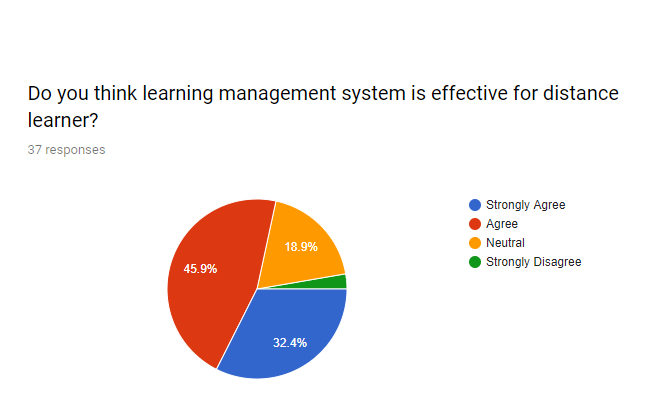 Do you think learning management system is effective for distance
learner?
37 responses
Strongly Agree
Agree
Neutral
Strongly Disagree
18.9%
45.9%
32.4%